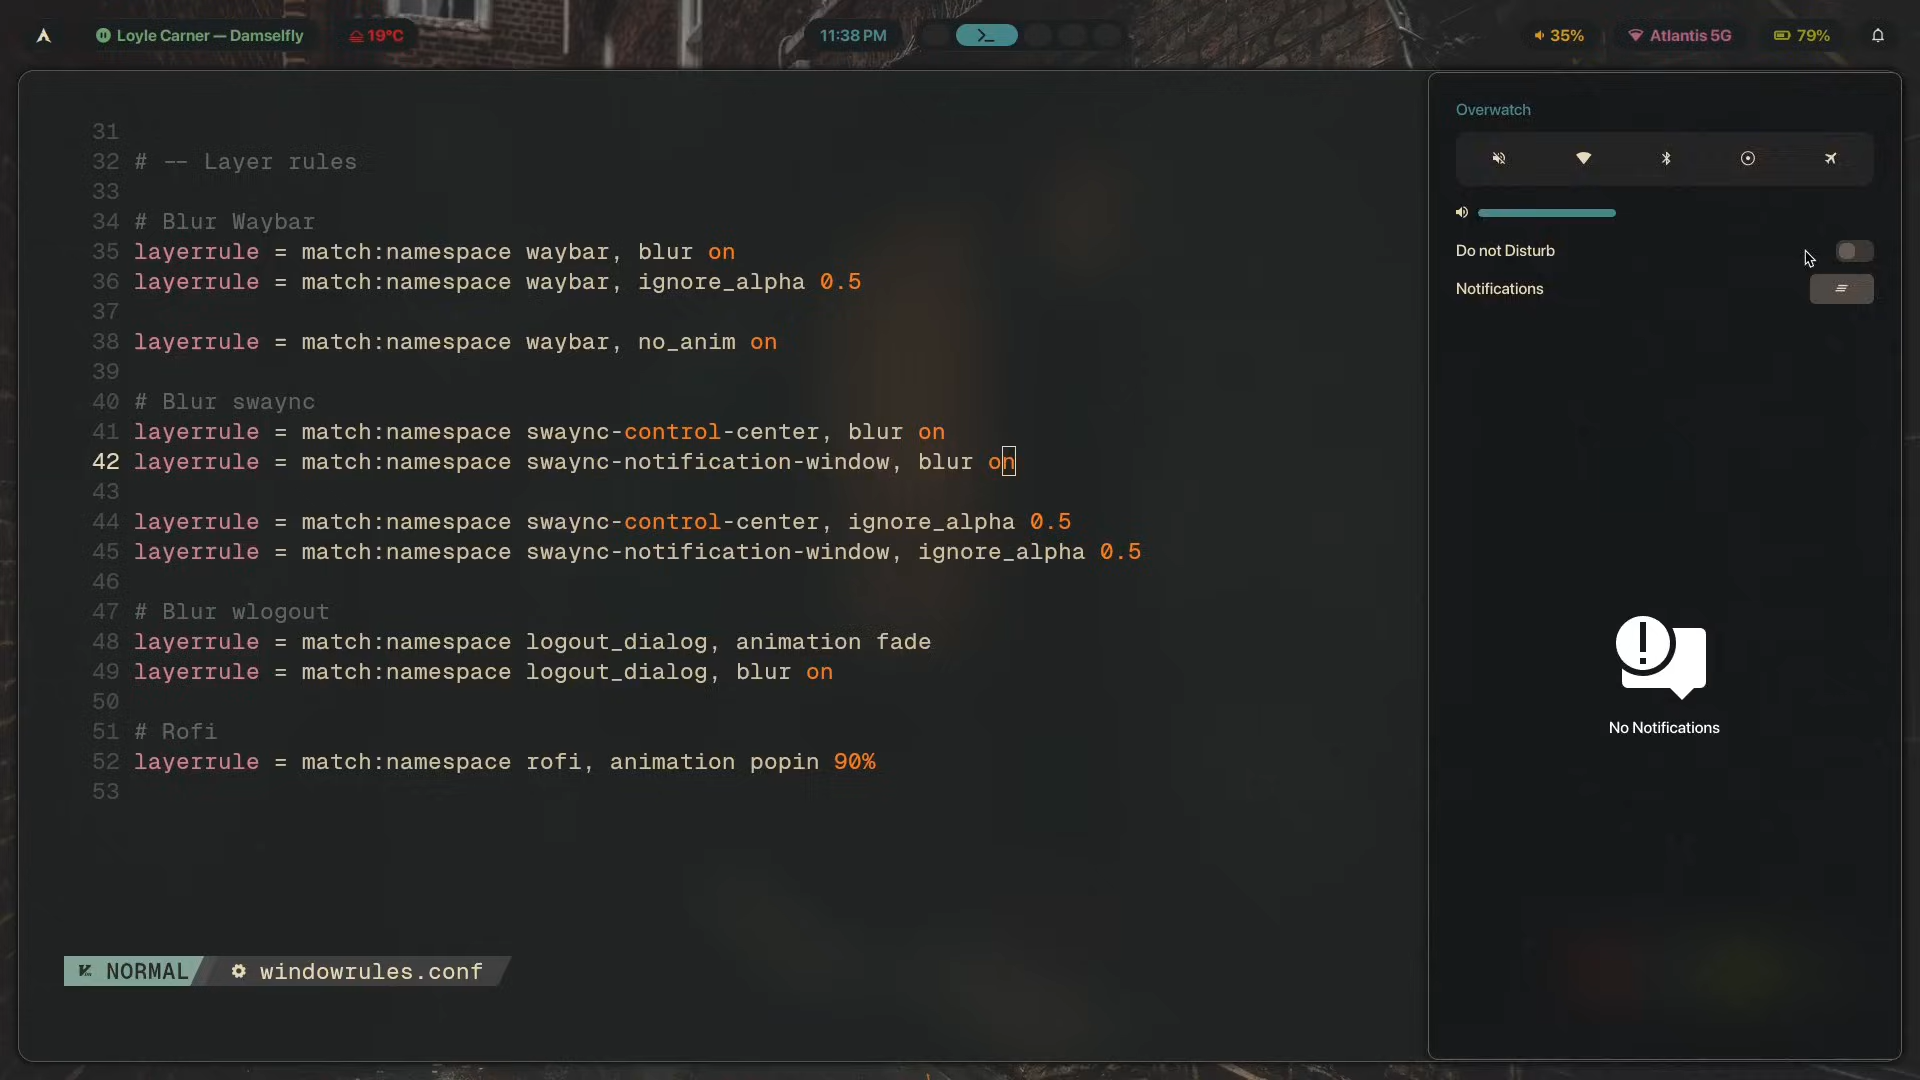 Loyle Carner — Damselfly 19°C 11:38 PM 35% Atlantis 5G 79%
31
32 # -- Layer rules
33
34 # Blur Waybar
35 layerrule = match:namespace waybar, blur on
36 layerrule = match:namespace waybar, ignore_alpha 0.5
37
38 layerrule = match:namespace waybar, no_anim on
39
40 # Blur swaync
41 layerrule = match:namespace swaync-control-center, blur on
42 layerrule = match:namespace swaync-notification-window, blur on
43
44 layerrule = match:namespace swaync-control-center, ignore_alpha 0.5
45 layerrule = match:namespace swaync-notification-window, ignore_alpha 0.5
46
47 # Blur wlogout
48 layerrule = match:namespace logout_dialog, animation fade
49 layerrule = match:namespace logout_dialog, blur on
50
51 # Rofi
52 layerrule = match:namespace rofi, animation popin 90%
53
NORMAL windowrules.conf
Overwatch
Do not Disturb
Notifications
No Notifications